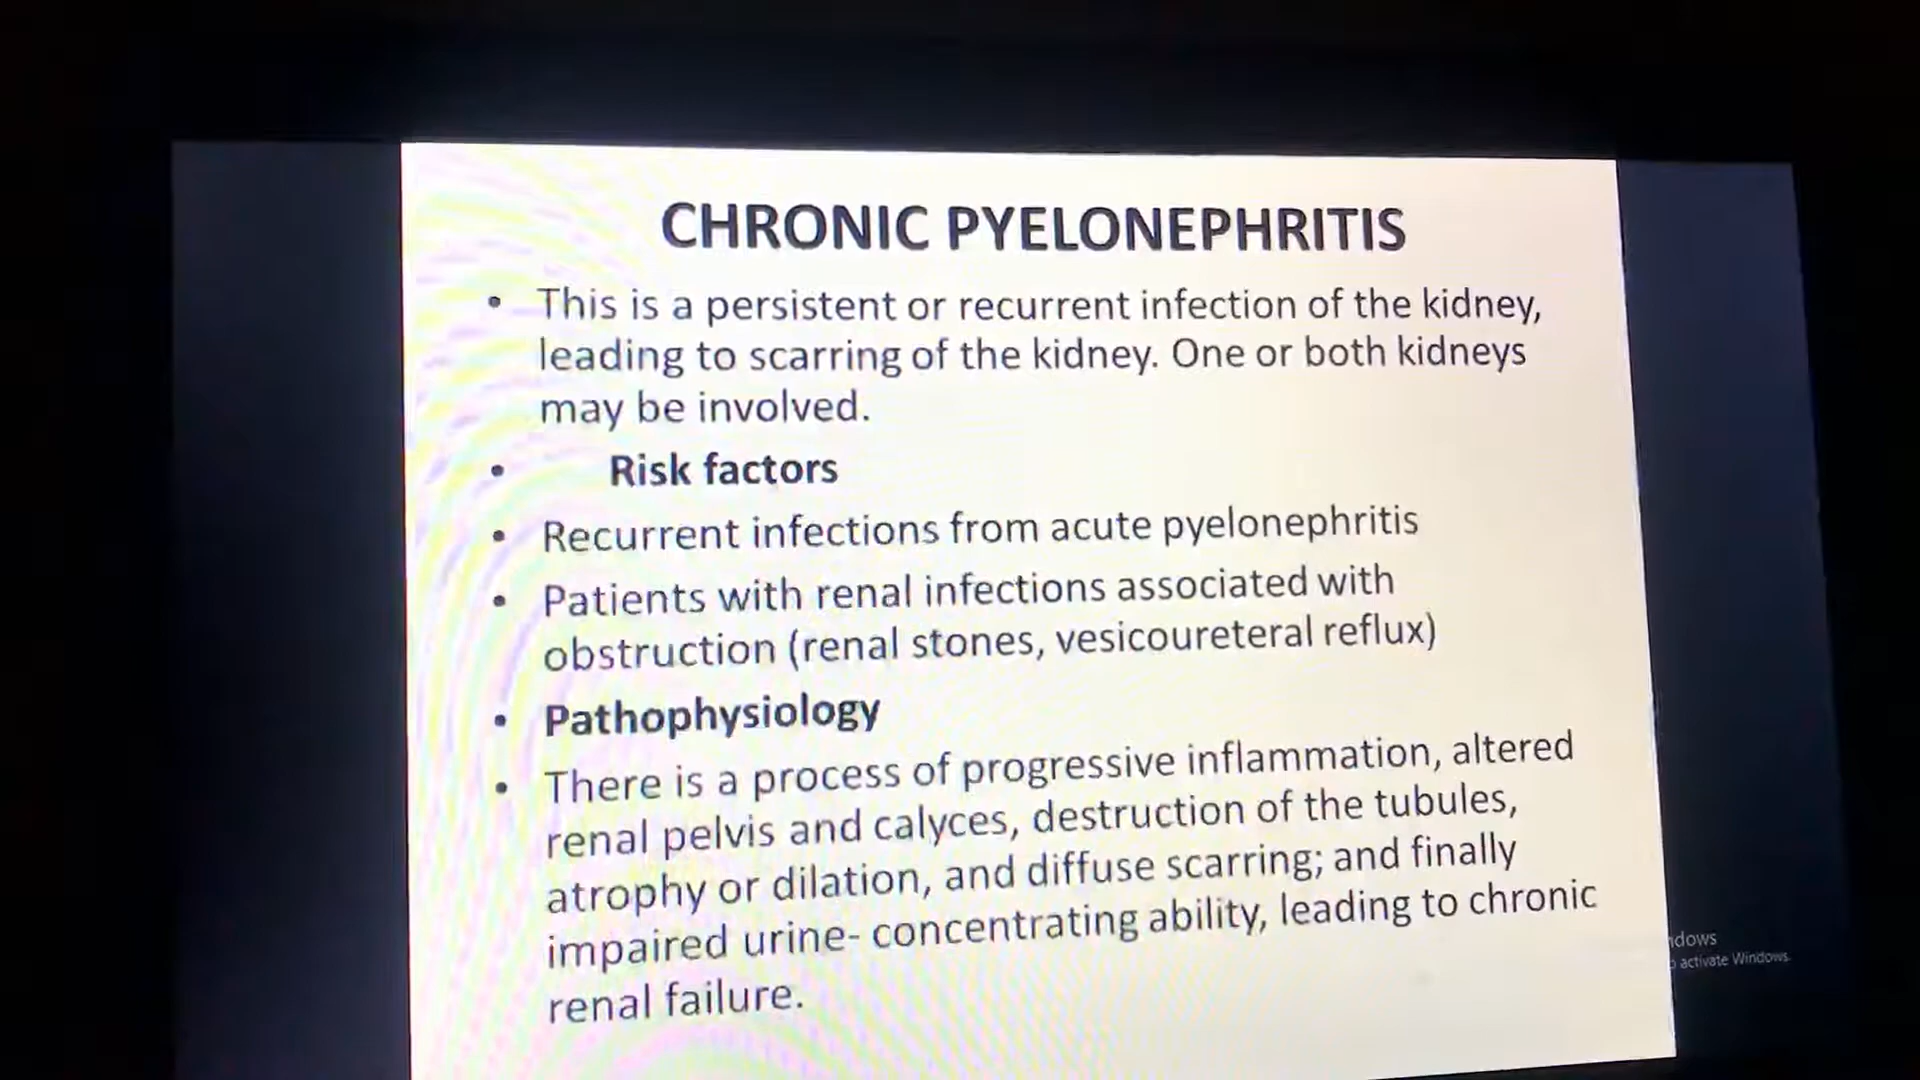 CHRONIC PYELONEPHRITIS
• This is a persistent or recurrent infection of the kidney,
leading to scarring of the kidney. One or both kidneys
may be involved.
• Risk factors
• Recurrent infections from acute pyelonephritis
• Patients with renal infections associated with
obstruction (renal stones, vesicoureteral reflux)
• Pathophysiology
• There is a process of progressive inflammation, altered
renal pelvis and calyces, destruction of the tubules,
atrophy or dilation, and diffuse scarring; and finally
impaired urine- concentrating ability, leading to chronic
renal failure.
activate Windows.